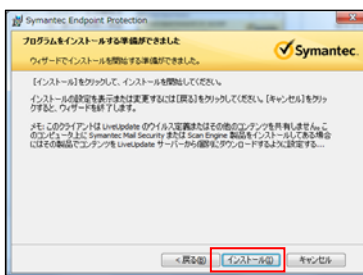 Symantec Endpoint Protection
プログラムをインストールする準備ができました
ウィザードでインストールを開始する準備ができました。
Symantec.
[インストール]をクリックして、インストールを開始してください。
インストールの設定を表示または変更するには[戻る]をクリックしてください。[キャンセル]をクリッ
クすると、ウィザードを終了します。
メモ: このクライアントは LiveUpdate のウイルス定義またはその他のコンテンツを共有しません。こ
のコンピュータ上に Symantec Mail Security または Scan Engine 製品をインストールしてある場合
にはその製品でコンテンツを LiveUpdate サーバーから個別にダウンロードするように設定する...
< 戻る(B)
インストール(I)
キャンセル